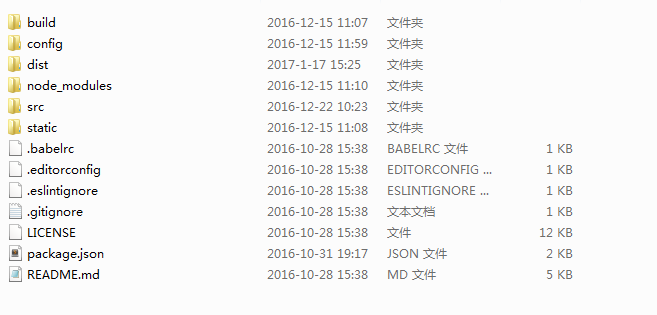 build 2016-12-15 11:07 文件夹
config 2016-12-15 11:59 文件夹
dist 2017-1-17 15:25 文件夹
node_modules 2016-12-15 11:10 文件夹
src 2016-12-22 10:23 文件夹
static 2016-12-15 11:08 文件夹
.babelrc 2016-10-28 15:38 BABELRC 文件 1 KB
.editorconfig 2016-10-28 15:38 EDITORCONFIG ... 1 KB
.eslintignore 2016-10-28 15:38 ESLINTIGNORE ... 1 KB
.gitignore 2016-10-28 15:38 文本文档 1 KB
LICENSE 2016-10-28 15:38 文件 12 KB
package.json 2016-10-31 19:17 JSON 文件 2 KB
README.md 2016-10-28 15:38 MD 文件 5 KB